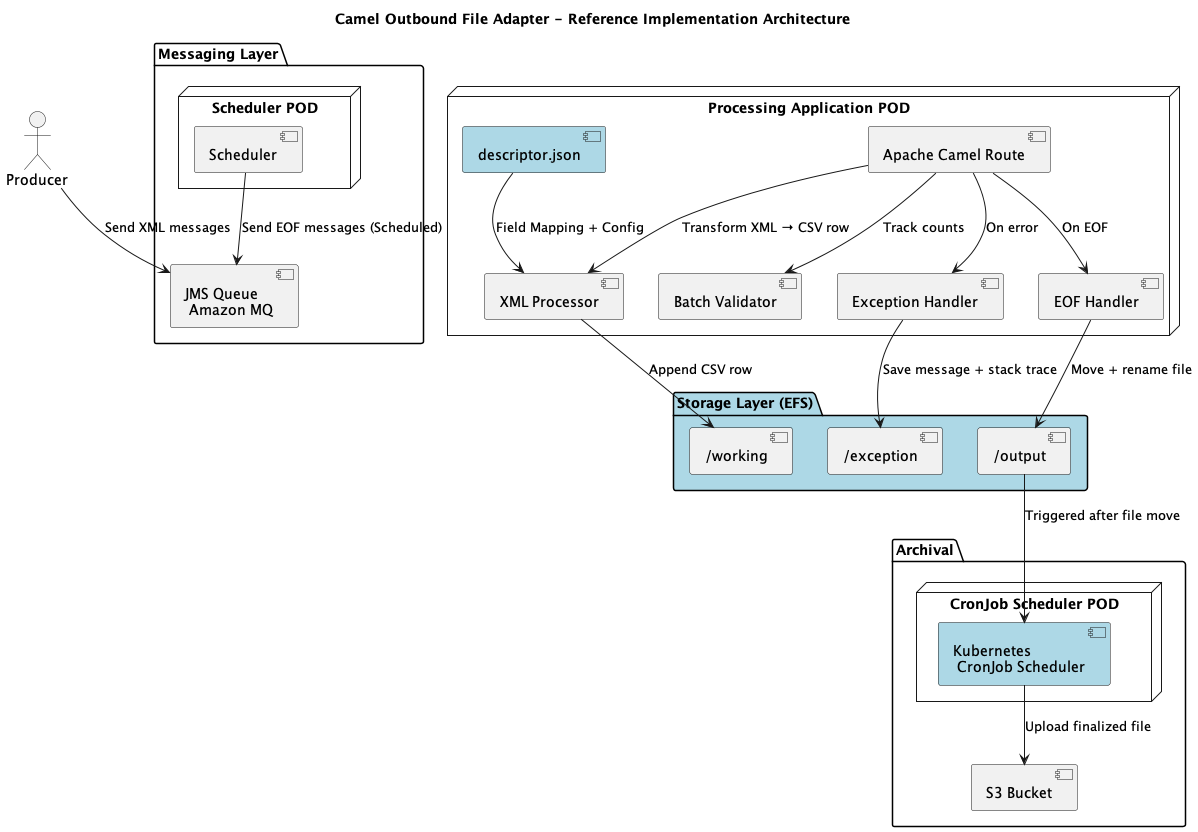 Camel Outbound File Adapter - Reference Implementation Architecture
Messaging Layer
Scheduler POD
Scheduler
Processing Application POD
descriptor.json
Apache Camel Route
Producer
Send XML messages
Send EOF messages (Scheduled)
Field Mapping + Config
Transform XML → CSV row
Track counts
On error
On EOF
JMS Queue
Amazon MQ
XML Processor
Batch Validator
Exception Handler
EOF Handler
Append CSV row
Save message + stack trace
Move + rename file
Storage Layer (EFS)
/working
/exception
/output
Triggered after file move
Archival
CronJob Scheduler POD
Kubernetes
CronJob Scheduler
Upload finalized file
S3 Bucket